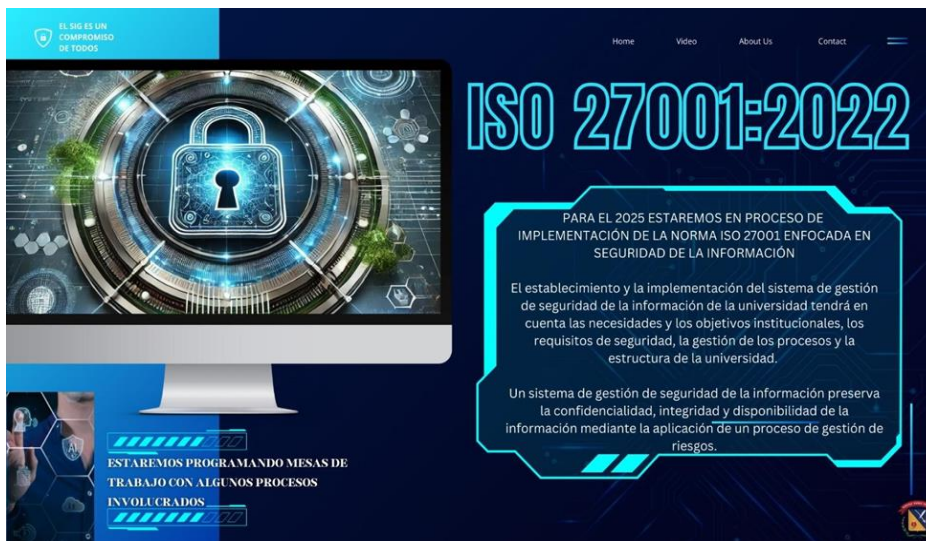 EL SIG ES UN
COMPROMISO
DE TODOS
Home Video About Us Contact
ISO 27001:2022
PARA EL 2025 ESTAREMOS EN PROCESO DE
IMPLEMENTACIÓN DE LA NORMA ISO 27001 ENFOCADA EN
SEGURIDAD DE LA INFORMACIÓN
El establecimiento y la implementación del sistema de gestión
de seguridad de la información de la universidad tendrá en
cuenta las necesidades y los objetivos institucionales, los
requisitos de seguridad, la gestión de los procesos y la
estructura de la universidad.
Un sistema de gestión de seguridad de la información preserva
la confidencialidad, integridad y disponibilidad de la
información mediante la aplicación de un proceso de gestión de
riesgos.
AI
ESTAREMOS PROGRAMANDO MESAS DE
TRABAJO CON ALGUNOS PROCESOS
INVOLUCRADOS